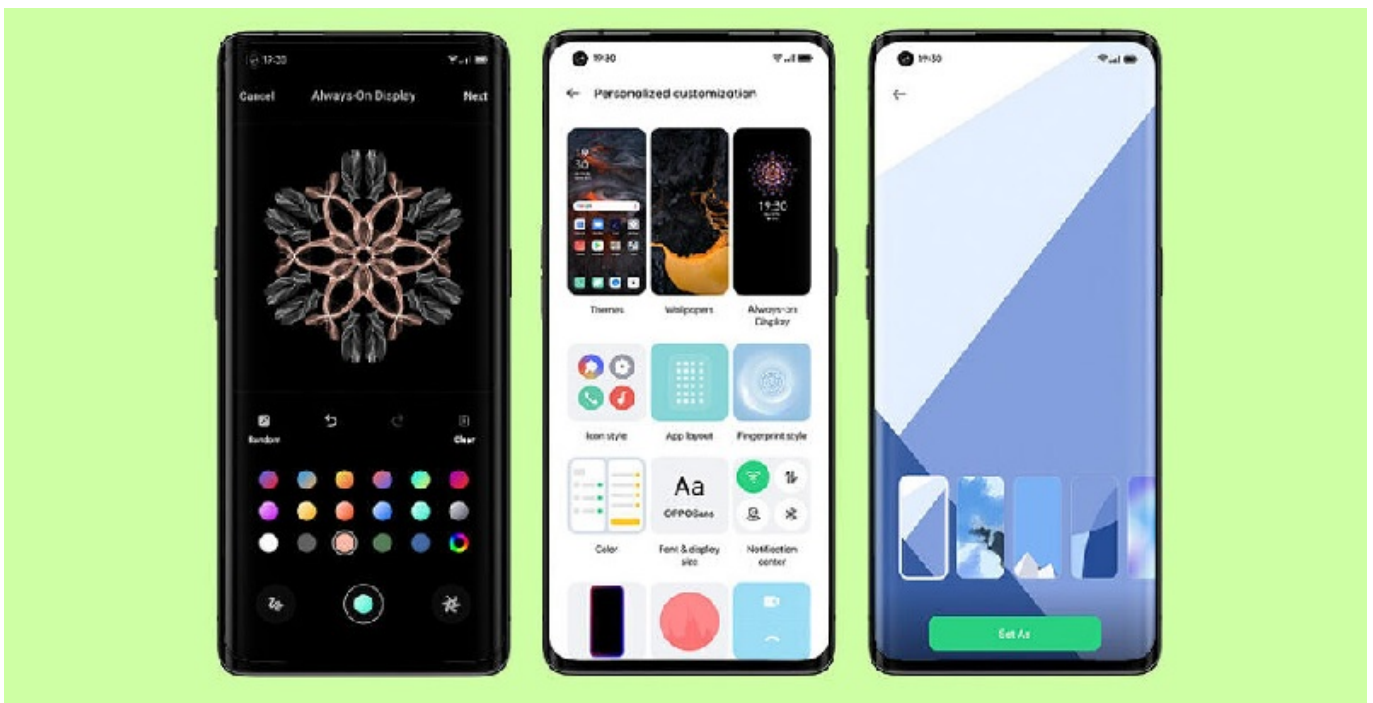 19:30
Cancel Always-On Display Next
Random
Clear
19:30
← Personalized customization
19
30
19:30
Themes
Wallpapers
Always-on
Display
Icon style
App layout
Fingerprint style
Aa
OPPOSans
Color
Font & display
size
Notification
center
19:30
←
Set As